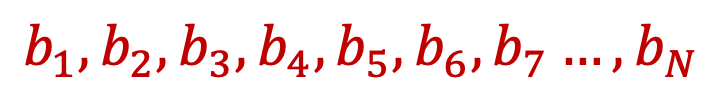 b₁, b₂, b₃, b₄, b₅, b₆, b₇ …, b_N